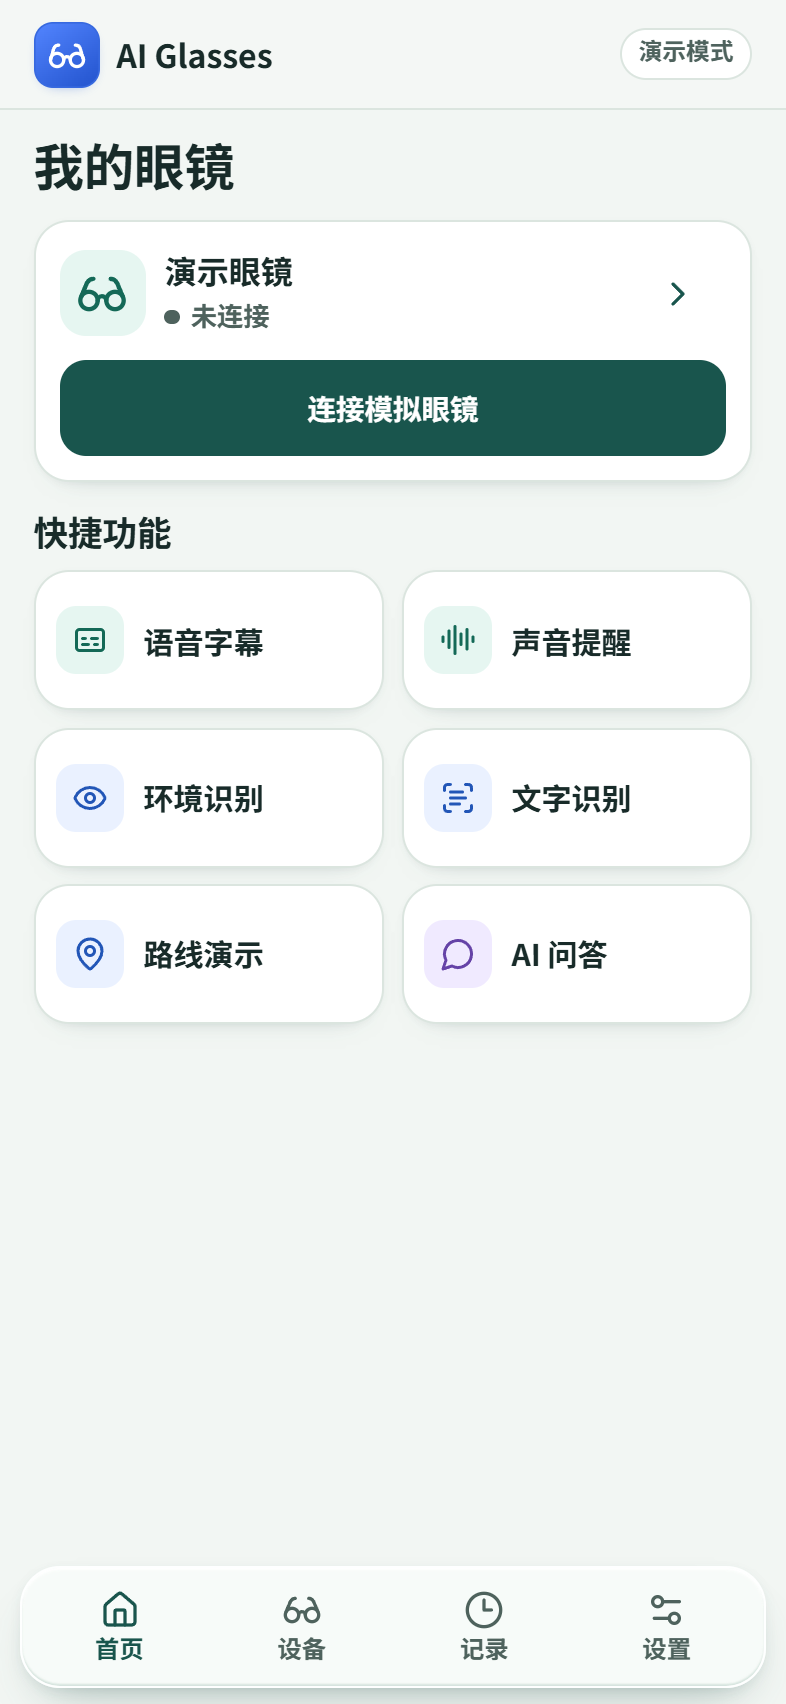 AI Glasses
演示模式
我的眼镜
演示眼镜
未连接
连接模拟眼镜
快捷功能
语音字幕
声音提醒
环境识别
文字识别
路线演示
AI 问答
首页
设备
记录
设置